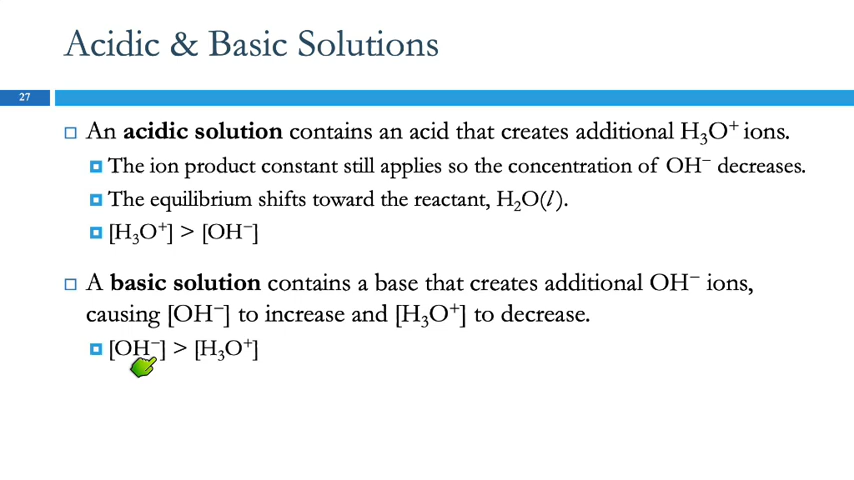 Acidic & Basic Solutions
27
An acidic solution contains an acid that creates additional H₃O⁺ ions.
The ion product constant still applies so the concentration of OH⁻ decreases.
The equilibrium shifts toward the reactant, H₂O(l).
[H₃O⁺] > [OH⁻]
A basic solution contains a base that creates additional OH⁻ ions,
causing [OH⁻] to increase and [H₃O⁺] to decrease.
[OH⁻] > [H₃O⁺]